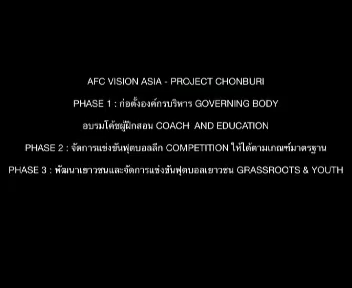 AFC VISION ASIA - PROJECT CHONBURI
PHASE 1 : ก่อตั้งองค์กรบริหาร GOVERNING BODY
อบรมโค้ชผู้ฝึกสอน COACH AND EDUCATION
PHASE 2 : จัดการแข่งขันฟุตบอลลีก COMPETITION ให้ได้ตามเกณฑ์มาตรฐาน
PHASE 3 : พัฒนาเยาวชนและจัดการแข่งขันฟุตบอลเยาวชน GRASSROOTS & YOUTH